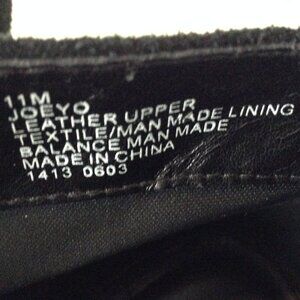 11M
JOEYO
LEATHER UPPER
TEXTILE/MAN MADE LINING
BALANCE MAN MADE
MADE IN CHINA
1413 0603